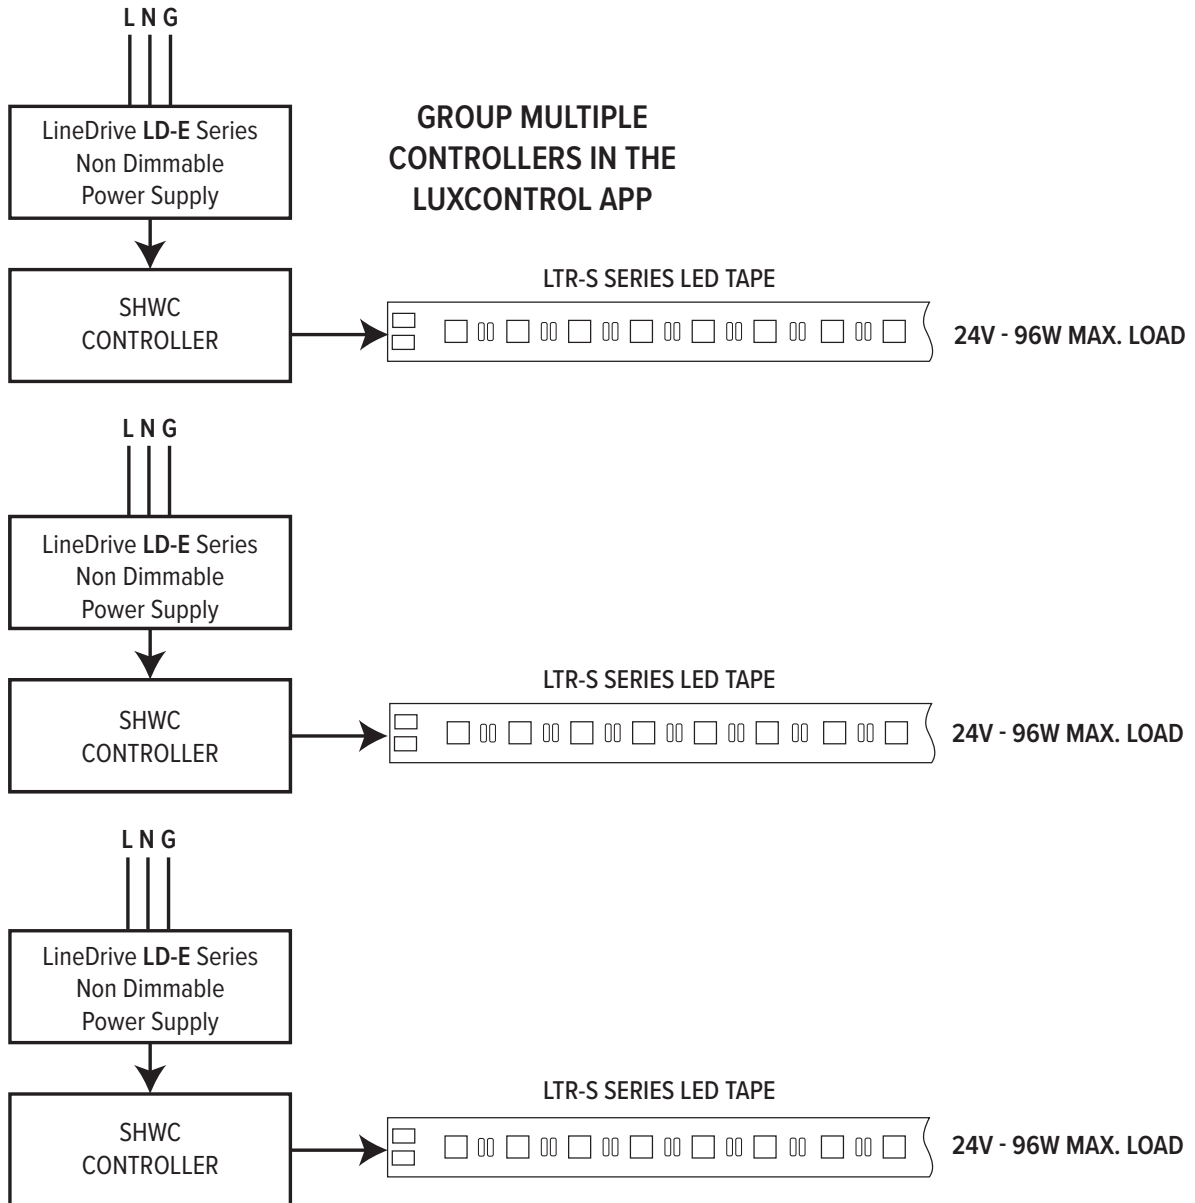 L N G
LineDrive LD-E Series
Non Dimmable
Power Supply
GROUP MULTIPLE
CONTROLLERS IN THE
LUXCONTROL APP
SHWC
CONTROLLER
LTR-S SERIES LED TAPE
24V - 96W MAX. LOAD
L N G
LineDrive LD-E Series
Non Dimmable
Power Supply
SHWC
CONTROLLER
LTR-S SERIES LED TAPE
24V - 96W MAX. LOAD
L N G
LineDrive LD-E Series
Non Dimmable
Power Supply
SHWC
CONTROLLER
LTR-S SERIES LED TAPE
24V - 96W MAX. LOAD